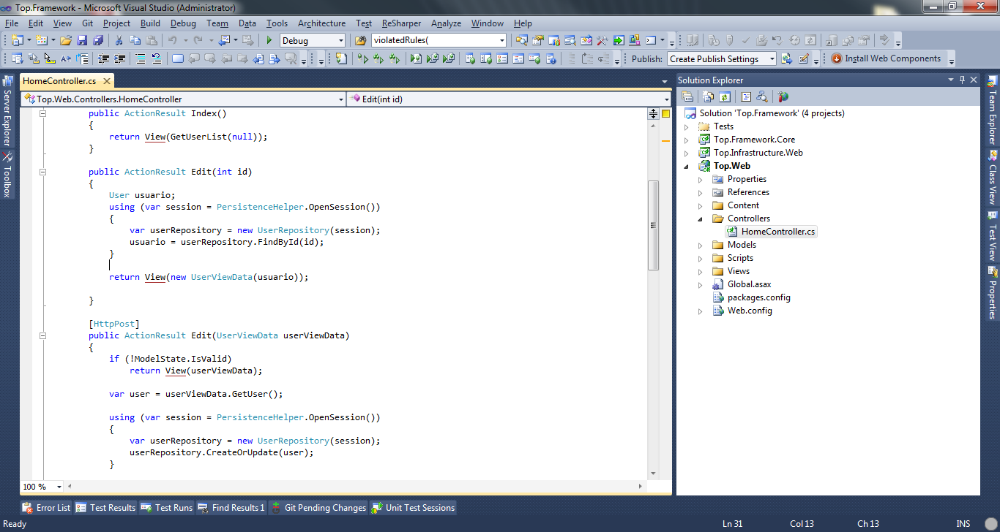 Top.Framework - Microsoft Visual Studio (Administrator)
File Edit View Git Project Build Debug Team Data Tools Architecture Test ReSharper Analyze Window Help
Debug violatedRules(
Publish: Create Publish Settings Install Web Components
Server Explorer
Toolbox
HomeController.cs
Top.Web.Controllers.HomeController Edit(int id)
public ActionResult Index()
{
return View(GetUserList(null));
}
public ActionResult Edit(int id)
{
User usuario;
using (var session = PersistenceHelper.OpenSession())
{
var userRepository = new UserRepository(session);
usuario = userRepository.FindById(id);
}
return View(new UserViewData(usuario));
}
[HttpPost]
public ActionResult Edit(UserViewData userViewData)
{
if (!ModelState.IsValid)
return View(userViewData);
var user = userViewData.GetUser();
using (var session = PersistenceHelper.OpenSession())
{
var userRepository = new UserRepository(session);
userRepository.CreateOrUpdate(user);
}
100 %
Solution Explorer
Solution 'Top.Framework' (4 projects)
Tests
Top.Framework.Core
Top.Infrastructure.Web
Top.Web
Properties
References
Content
Controllers
HomeController.cs
Models
Scripts
Views
Global.asax
packages.config
Web.config
Team Explorer
Class View
Test View
Properties
Error List Test Results Test Runs Find Results 1 Git Pending Changes Unit Test Sessions
Ready Ln 31 Col 13 Ch 13 INS